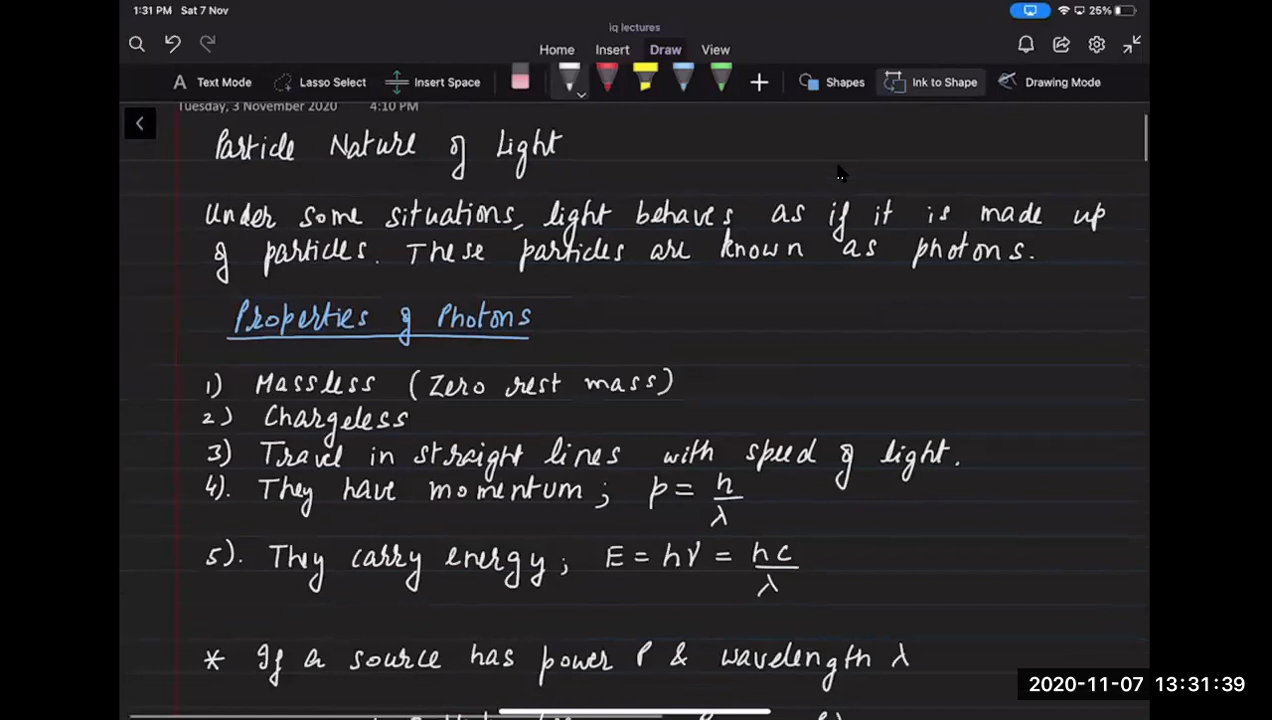 1:31 PM Sat 7 Nov
25%
iq lectures
Home Insert Draw View
Text Mode Lasso Select Insert Space Shapes Ink to Shape Drawing Mode
Tuesday, 3 November 2020 4:10 PM
Particle Nature of Light
Under some situations, light behaves as if it is made up
of particles. These particles are known as photons.
Properties of Photons
1) Massless (Zero rest mass)
2) Chargeless
3) Travel in straight lines with speed of light.
4). They have momentum ; p = h/λ
5). They carry energy ; E = hν = hc/λ
* If a source has power P & wavelength λ
2020-11-07 13:31:39